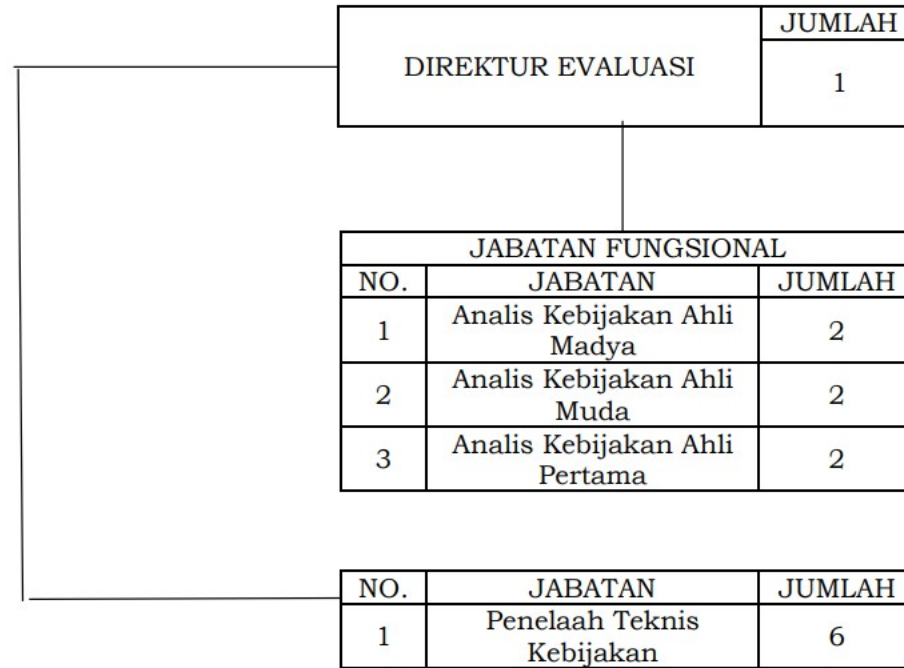 JUMLAH
DIREKTUR EVALUASI
1
JABATAN FUNGSIONAL
NO. JABATAN JUMLAH
1 Analis Kebijakan Ahli Madya 2
2 Analis Kebijakan Ahli Muda 2
3 Analis Kebijakan Ahli Pertama 2
NO. JABATAN JUMLAH
1 Penelaah Teknis Kebijakan 6